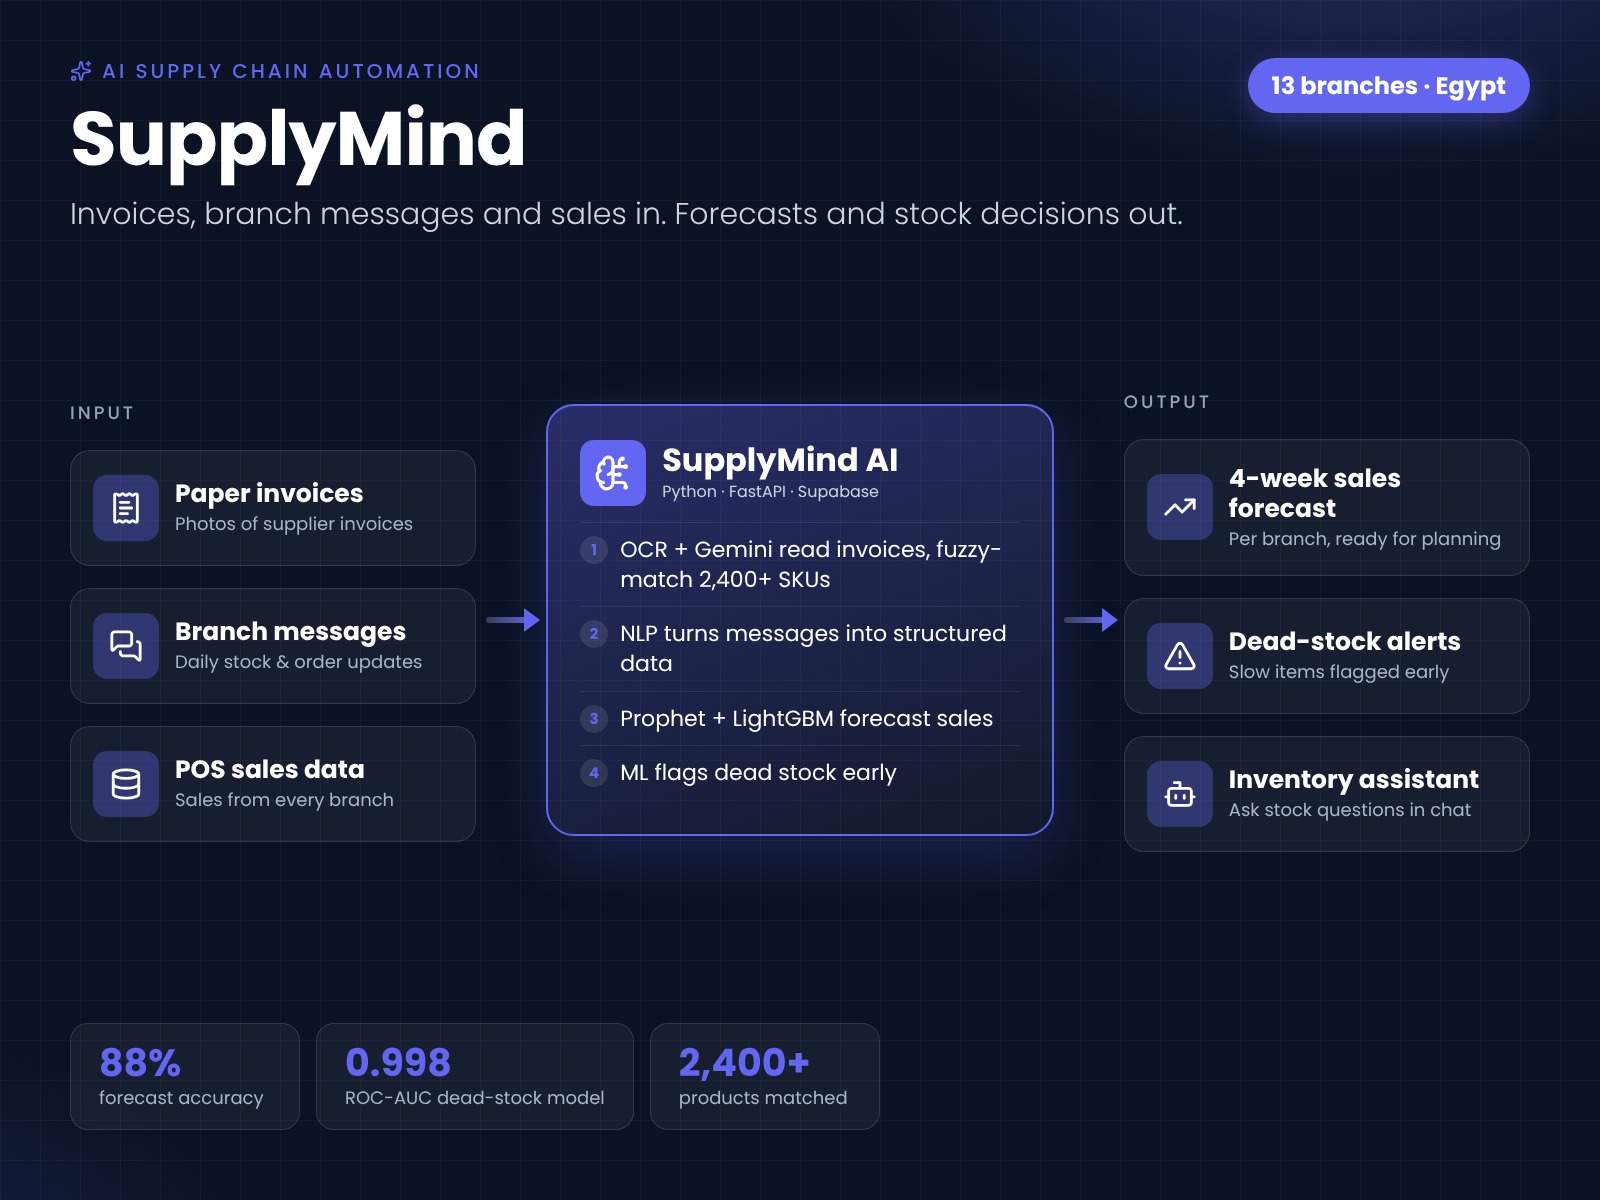 AI SUPPLY CHAIN AUTOMATION
13 branches · Egypt
SupplyMind
Invoices, branch messages and sales in. Forecasts and stock decisions out.
INPUT
Paper invoices
Photos of supplier invoices
Branch messages
Daily stock & order updates
POS sales data
Sales from every branch
SupplyMind AI
Python · FastAPI · Supabase
1 OCR + Gemini read invoices, fuzzy-
match 2,400+ SKUs
2 NLP turns messages into structured
data
3 Prophet + LightGBM forecast sales
4 ML flags dead stock early
OUTPUT
4-week sales
forecast
Per branch, ready for planning
Dead-stock alerts
Slow items flagged early
Inventory assistant
Ask stock questions in chat
88%
forecast accuracy
0.998
ROC-AUC dead-stock model
2,400+
products matched